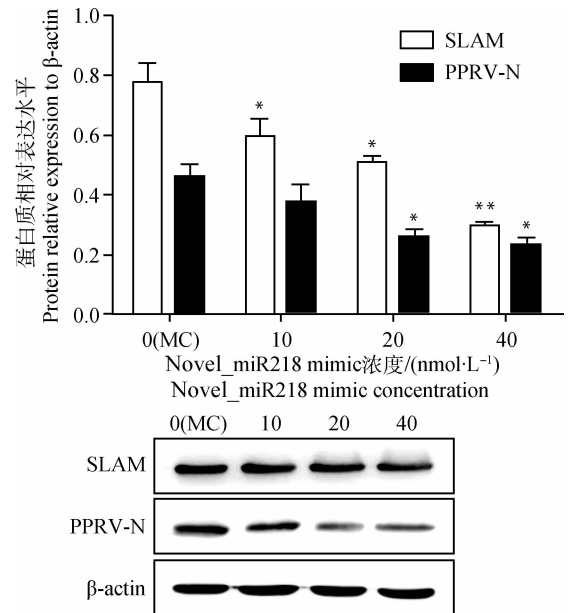 蛋白质相对表达水平
Protein relative expression to β-actin
1.0
0.8
0.6
0.4
0.2
0.0
SLAM
PPRV-N
*
*
*
**
*
0(MC) 10 20 40
Novel_miR218 mimic浓度/(nmol·L⁻¹)
Novel_miR218 mimic concentration
0(MC) 10 20 40
SLAM
PPRV-N
β-actin